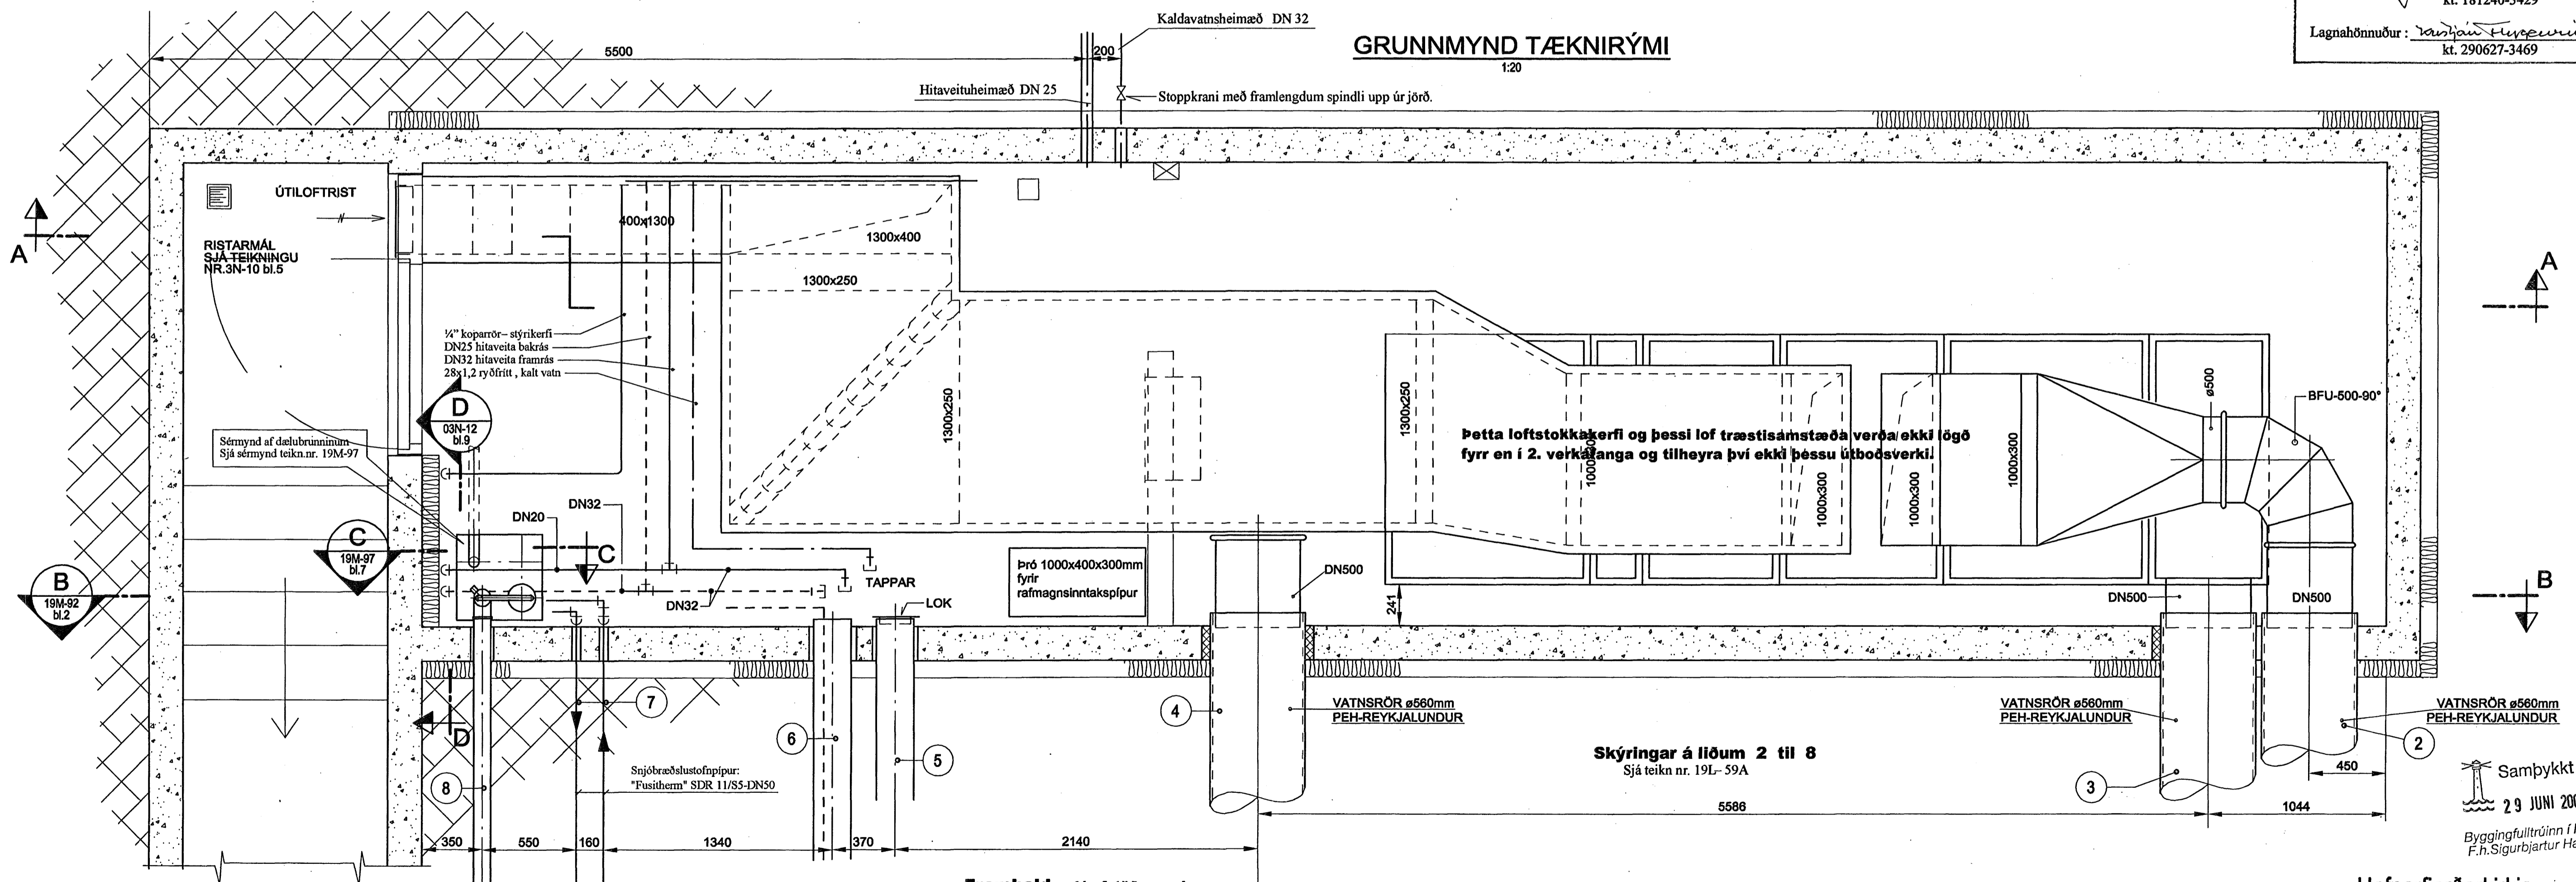 kt. 181240-3429
Lagnahönnuður :
kt. 290627-3469
Kaldavatnsheimæð DN 32
GRUNNMYND TÆKNIRÝMI
1:20
5500
200
Hitaveituheimæð DN 25
Stoppkrani með framlengdum spindli upp úr jörð.
ÚTILOFTRIST
RISTARMÁL
SJÁ TEIKNINGU
NR.3N-10 bl.5
400x1300
1300x400
1300x250
A
A
¼" koparrör– stýrikerfi
DN25 hitaveita bakrás
DN32 hitaveita framrás
28x1,2 ryðfrítt , kalt vatn
D
03N-12
bl.9
1300x250
1300x250
ø500
BFU-500-90°
Sérmynd af dælubrunninum
Sjá sérmynd teikn.nr. 19M-97
Þetta loftstokkakerfi og þessi lof træstisamstæða verða ekki lögð
fyrr en í 2. verkáfanga og tilheyra því ekki þessu útboðsverki.
1000x300
1000x300
1000x300
1000x300
DN20
DN32
C
19M-97
bl.7
C
B
19M-92
bl.2
TAPPAR
LOK
DN32
Þró 1000x400x300mm
fyrir
rafmagnsinntakspípur
DN500
241
DN500
DN500
B
7
6
5
4
8
D
VATNSRÖR ø560mm
PEH-REYKJALUNDUR
VATNSRÖR ø560mm
PEH-REYKJALUNDUR
VATNSRÖR ø560mm
PEH-REYKJALUNDUR
2
3
Snjóbræðslustofnpípur:
"Fusitherm" SDR 11/S5-DN50
Skýringar á liðum 2 til 8
Sjá teikn nr. 19L-59A
450
Samþykkt
29 JUNI 200
Byggingfulltrúinn í
F.h.Sigurbjartur Ha
5586
1044
350
550
160
1340
370
2140